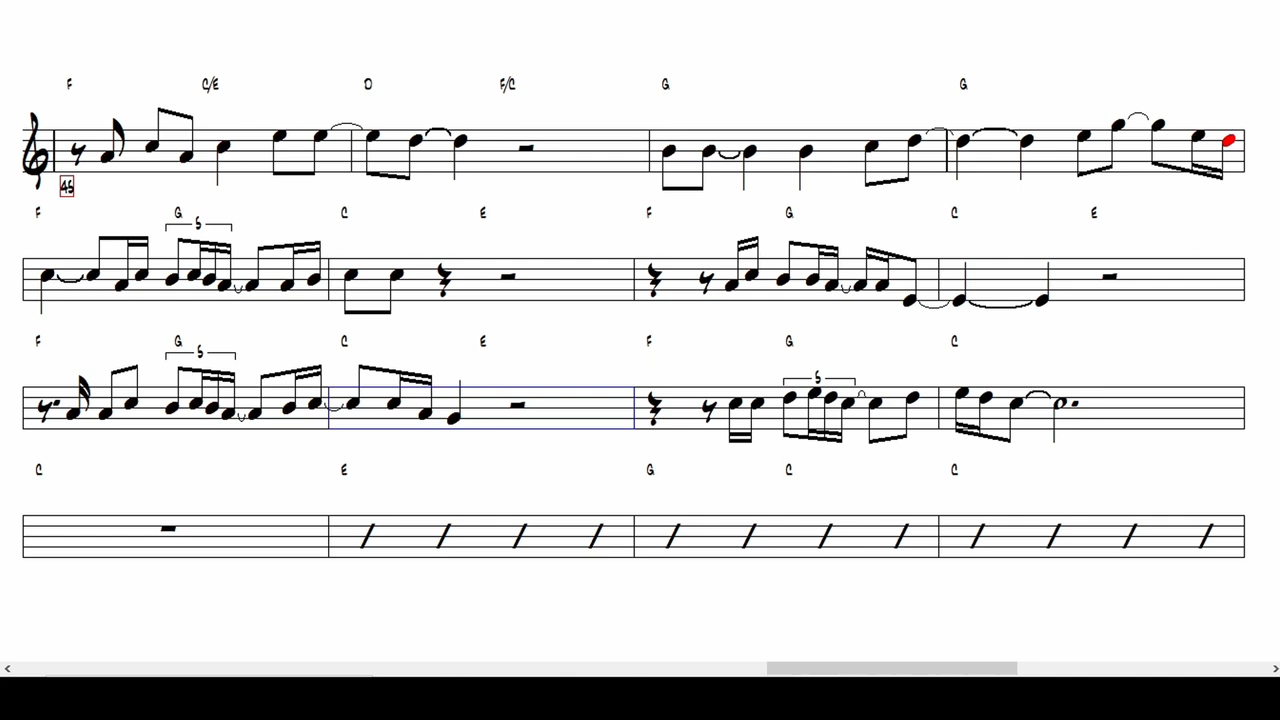 F C/E D F/C G G
45
F G C E F G C E
5
F G C E F G C
5 5
C E G C C